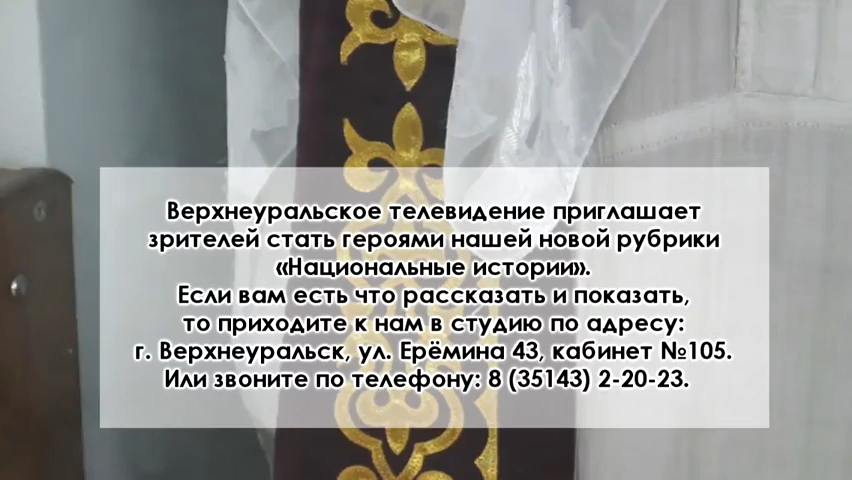 Верхнеуральское телевидение приглашает
зрителей стать героями нашей новой рубрики
«Национальные истории».
Если вам есть что рассказать и показать,
то приходите к нам в студию по адресу:
г. Верхнеуральск, ул. Ерёмина 43, кабинет №105.
Или звоните по телефону: 8 (35143) 2-20-23.